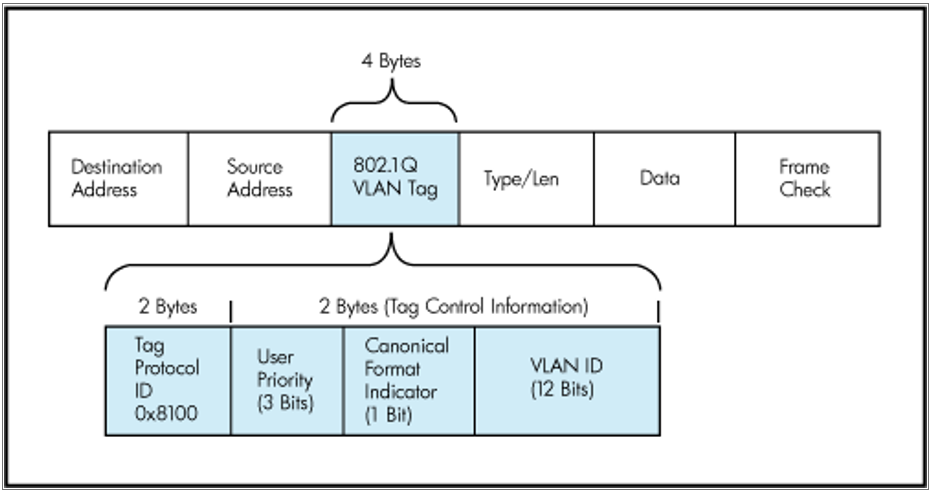 4 Bytes
Destination
Address
Source
Address
802.1Q
VLAN Tag
Type/Len
Data
Frame
Check
2 Bytes
2 Bytes (Tag Control Information)
Tag
Protocol
ID
0x8100
User
Priority
(3 Bits)
Canonical
Format
Indicator
(1 Bit)
VLAN ID
(12 Bits)